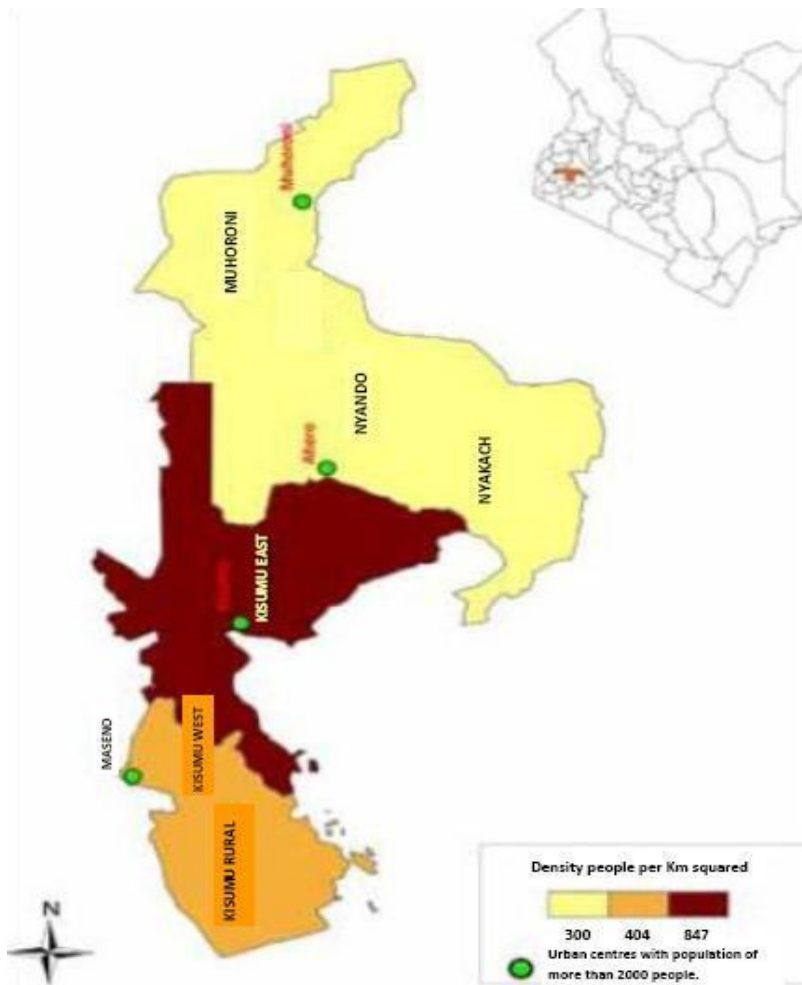 Muhoroni
MUHORONI
NYANDO
Ahero
NYAKACH
KISUMU EAST
MASENO
KISUMU WEST
KISUMU RURAL
N
Density people per Km squared
300 404 847
Urban centres with population of
more than 2000 people.